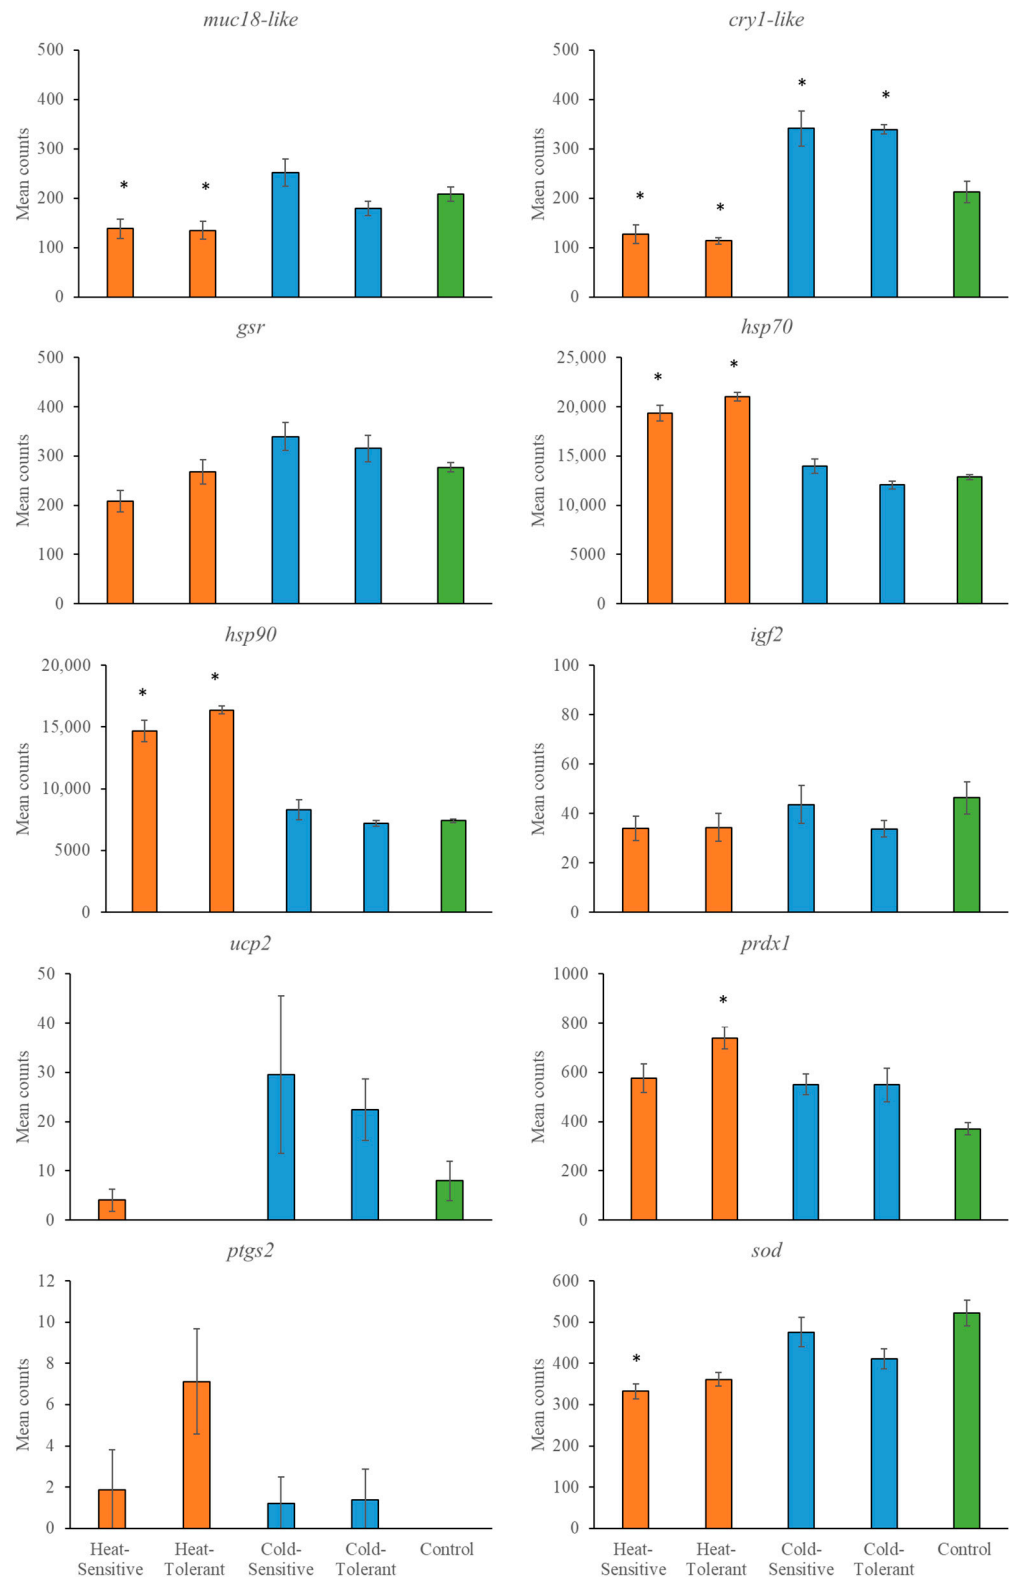 muc18-like
500
400
300
200
100
0
Mean counts
*
*
cry1-like
500
400
300
200
100
0
Maen counts
*
*
*
*
gsr
500
400
300
200
100
0
Mean counts
hsp70
25,000
20,000
15,000
10,000
5000
0
Mean counts
*
*
hsp90
20,000
15,000
10,000
5000
0
Mean counts
*
*
igf2
100
80
60
40
20
0
Mean counts
ucp2
50
40
30
20
10
0
Mean counts
prdx1
1000
800
600
400
200
0
Mean counts
*
ptgs2
12
10
8
6
4
2
0
Mean counts
Heat-
Sensitive
Heat-
Tolerant
Cold-
Sensitive
Cold-
Tolerant
Control
sod
600
500
400
300
200
100
0
Mean counts
*
Heat-
Sensitive
Heat-
Tolerant
Cold-
Sensitive
Cold-
Tolerant
Control